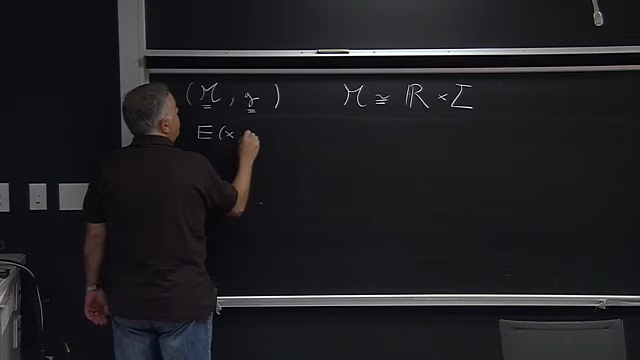 (M, g) M ≅ ℝ × Σ
E(x